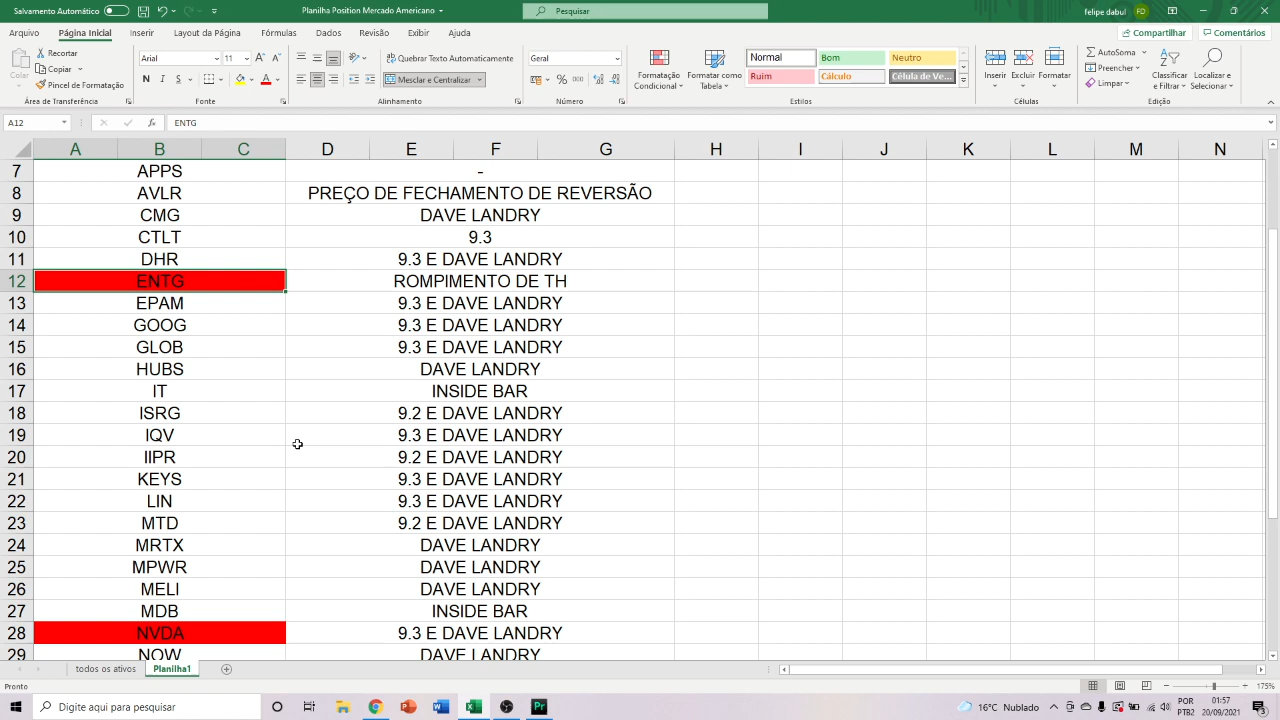 Salvamento Automático
Planilha Position Mercado Americano
Pesquisar
felipe dabul
FD
Arquivo Página Inicial Inserir Layout da Página Fórmulas Dados Revisão Exibir Ajuda
Compartilhar Comentários
Colar
Recortar
Copiar
Pincel de Formatação
Área de Transferência
Arial 11
N I S
Fonte
Quebrar Texto Automaticamente
Mesclar e Centralizar
Alinhamento
Geral
% 000
Número
Formatação Condicional
Formatar como Tabela
Normal Bom Neutro
Ruim Cálculo Célula de Ve...
Estilos
Inserir Excluir Formatar
Células
AutoSoma
Preencher
Limpar
Classificar e Filtrar
Localizar e Selecionar
Edição
A12 fx ENTG
A B C D E F G H I J K L M N
7 APPS -
8 AVLR PREÇO DE FECHAMENTO DE REVERSÃO
9 CMG DAVE LANDRY
10 CTLT 9.3
11 DHR 9.3 E DAVE LANDRY
12 ENTG ROMPIMENTO DE TH
13 EPAM 9.3 E DAVE LANDRY
14 GOOG 9.3 E DAVE LANDRY
15 GLOB 9.3 E DAVE LANDRY
16 HUBS DAVE LANDRY
17 IT INSIDE BAR
18 ISRG 9.2 E DAVE LANDRY
19 IQV 9.3 E DAVE LANDRY
20 IIPR 9.2 E DAVE LANDRY
21 KEYS 9.3 E DAVE LANDRY
22 LIN 9.3 E DAVE LANDRY
23 MTD 9.2 E DAVE LANDRY
24 MRTX DAVE LANDRY
25 MPWR DAVE LANDRY
26 MELI DAVE LANDRY
27 MDB INSIDE BAR
28 NVDA 9.3 E DAVE LANDRY
29 NOW DAVE LANDRY
todos os ativos Planilha1
Pronto
175%
Digite aqui para pesquisar
16°C Nublado
POR
PTB2
01:57
20/09/2021